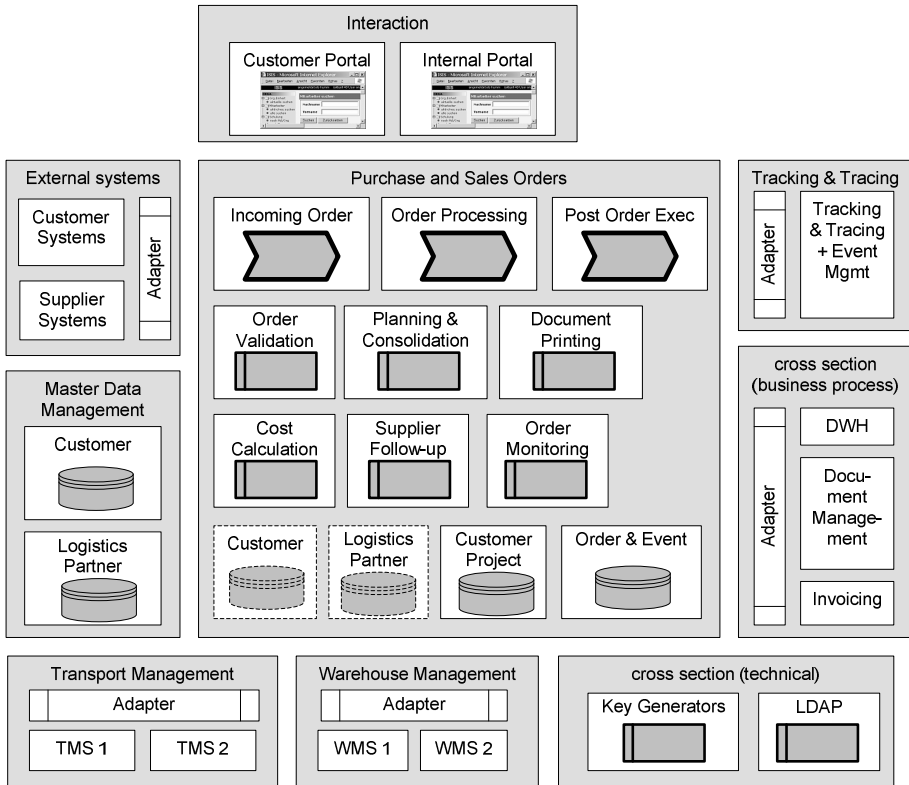 Interaction
Customer Portal
Internal Portal
External systems
Customer
Systems
Supplier
Systems
Adapter
Purchase and Sales Orders
Incoming Order
Order Processing
Post Order Exec
Order
Validation
Planning &
Consolidation
Document
Printing
Cost
Calculation
Supplier
Follow-up
Order
Monitoring
Customer
Logistics
Partner
Customer
Project
Order & Event
Tracking & Tracing
Adapter
Tracking
& Tracing
+ Event
Mgmt
Master Data
Management
Customer
Logistics
Partner
cross section
(business process)
Adapter
DWH
Docu-
ment
Manage-
ment
Invoicing
Transport Management
Adapter
TMS 1
TMS 2
Warehouse Management
Adapter
WMS 1
WMS 2
cross section (technical)
Key Generators
LDAP